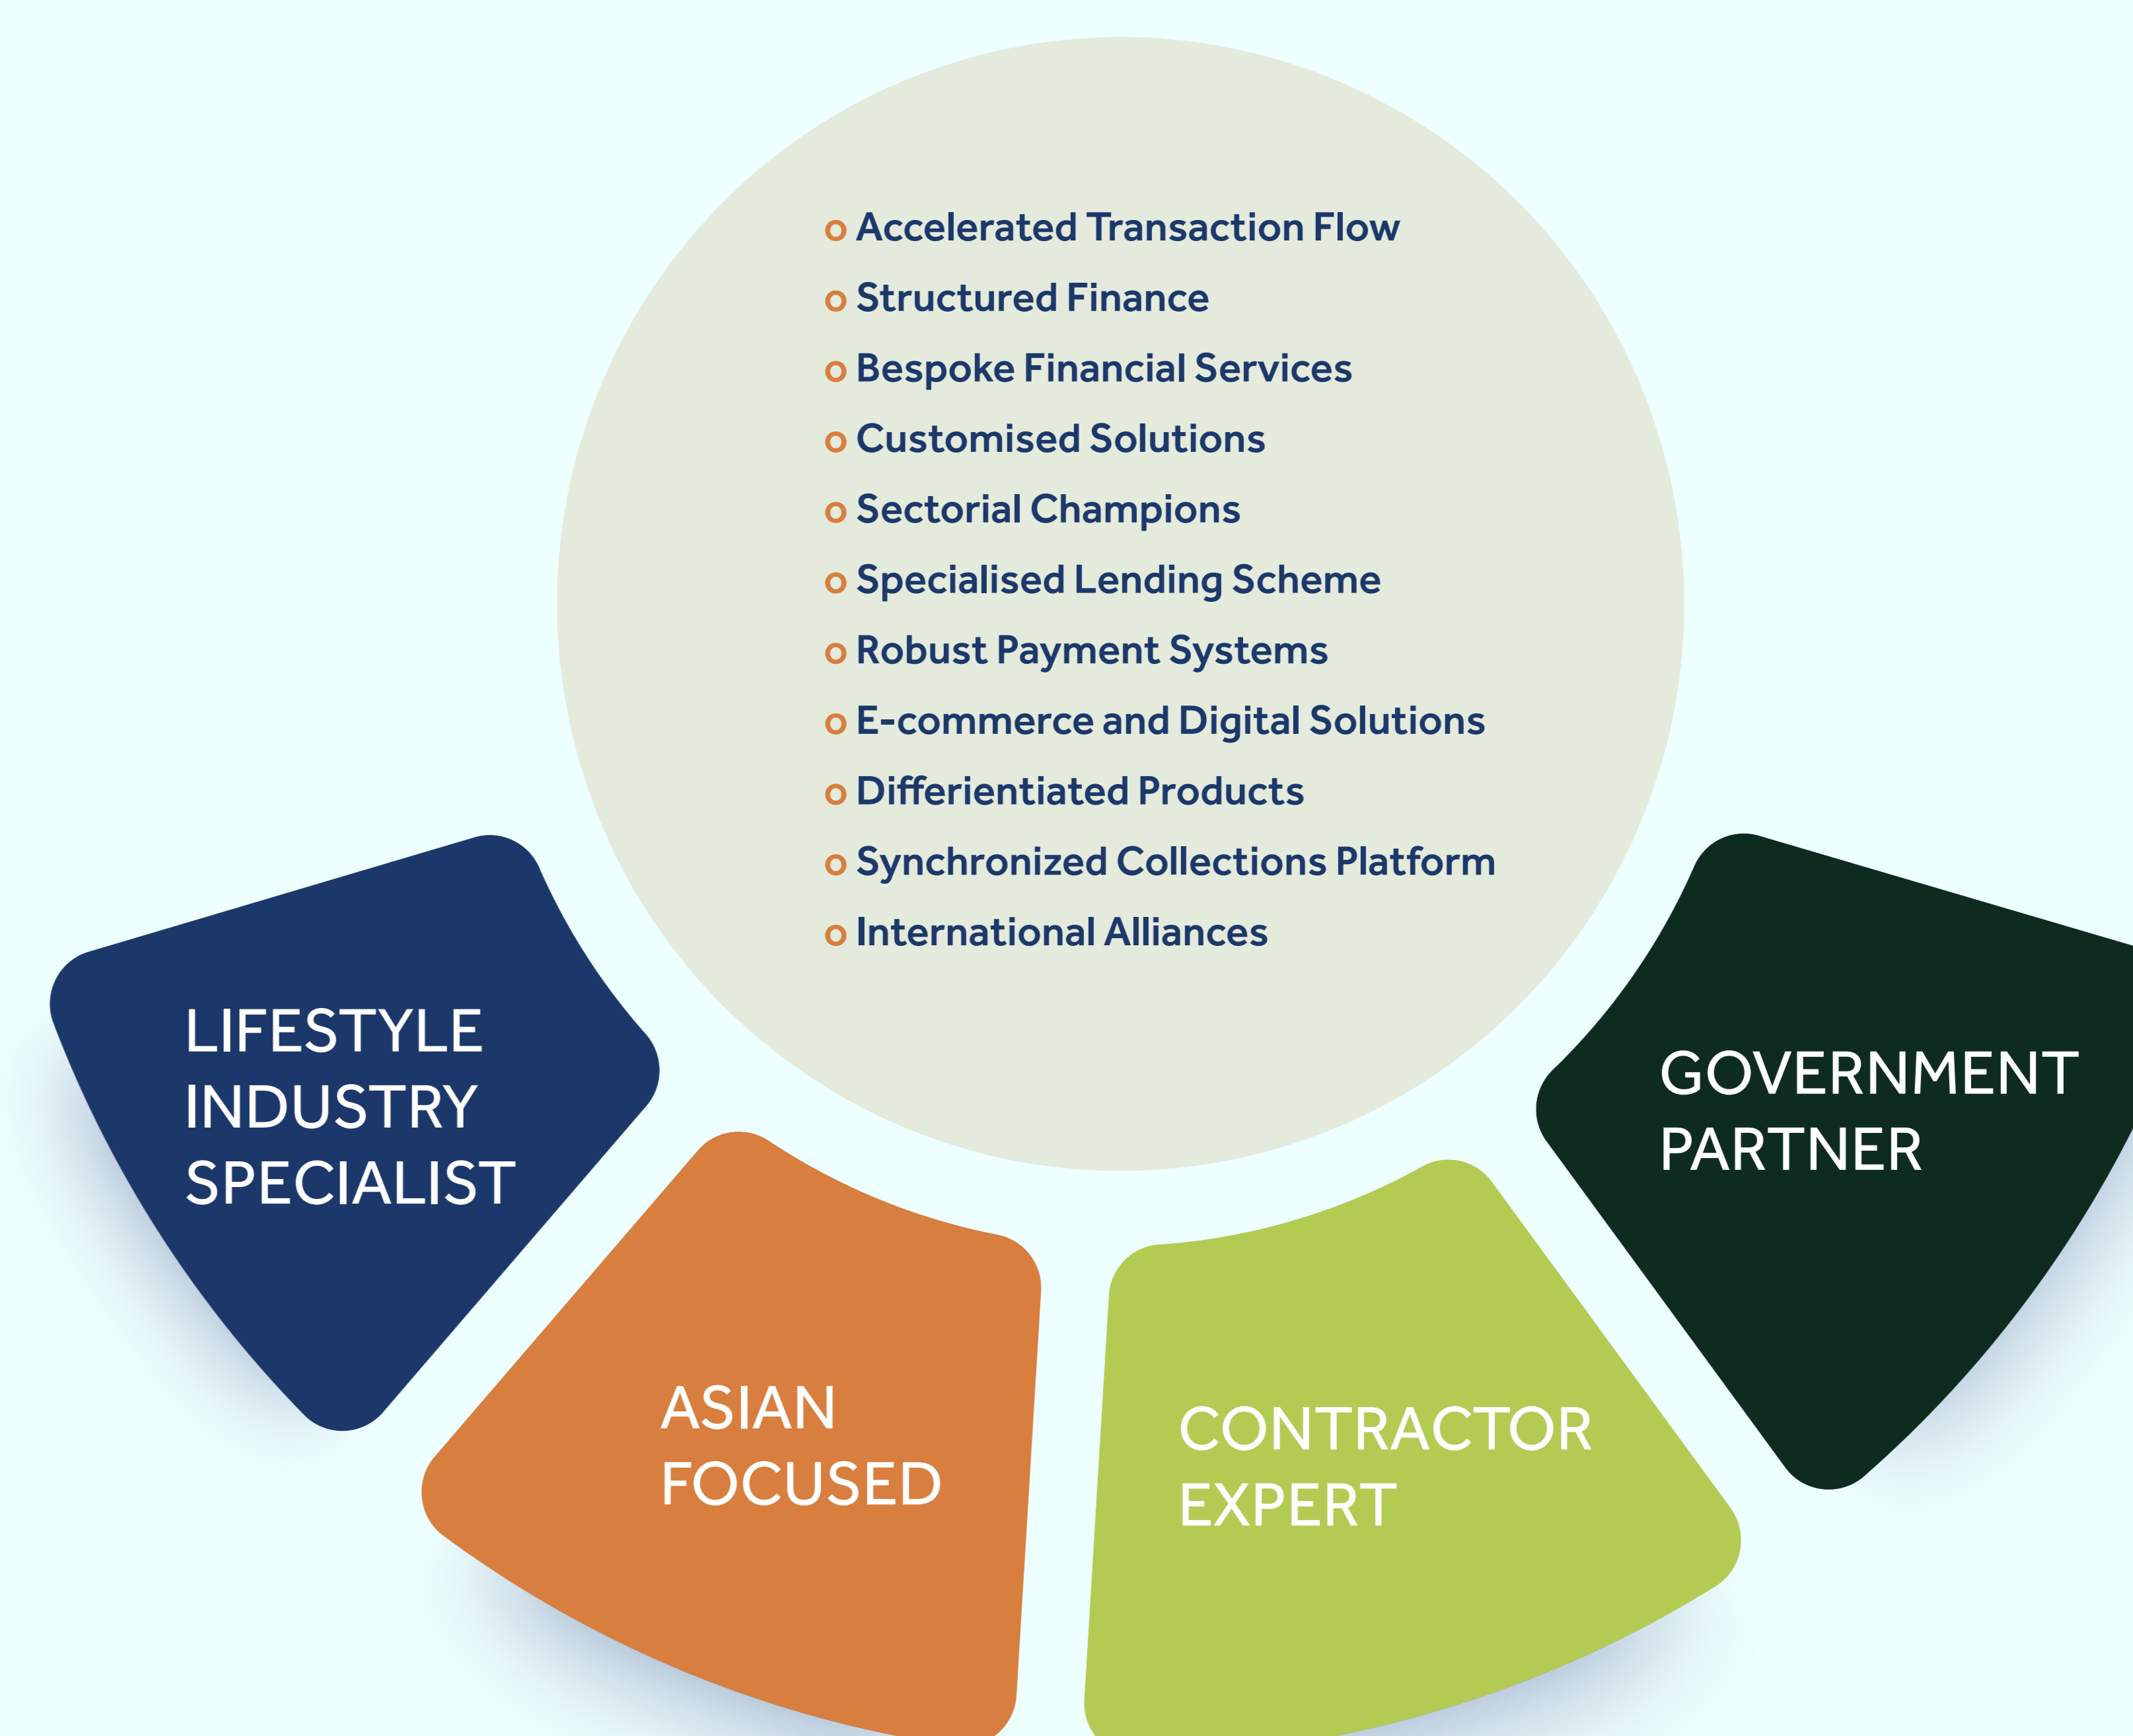 o Accelerated Transaction Flow
o Structured Finance
o Bespoke Financial Services
o Customised Solutions
o Sectorial Champions
o Specialised Lending Scheme
o Robust Payment Systems
o E-commerce and Digital Solutions
o Differientiated Products
o Synchronized Collections Platform
o International Alliances
LIFESTYLE
INDUSTRY
SPECIALIST
ASIAN
FOCUSED
CONTRACTOR
EXPERT
GOVERNMENT
PARTNER